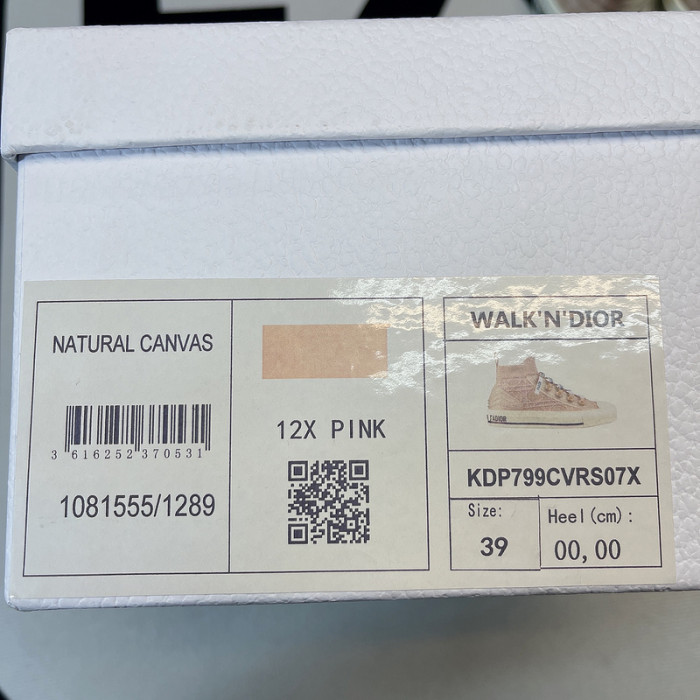 NATURAL CANVAS
3 616252 370531
1081555/1289
12X PINK
WALK'N'DIOR
KDP799CVRS07X
Size:
39
Heel(cm):
00,00